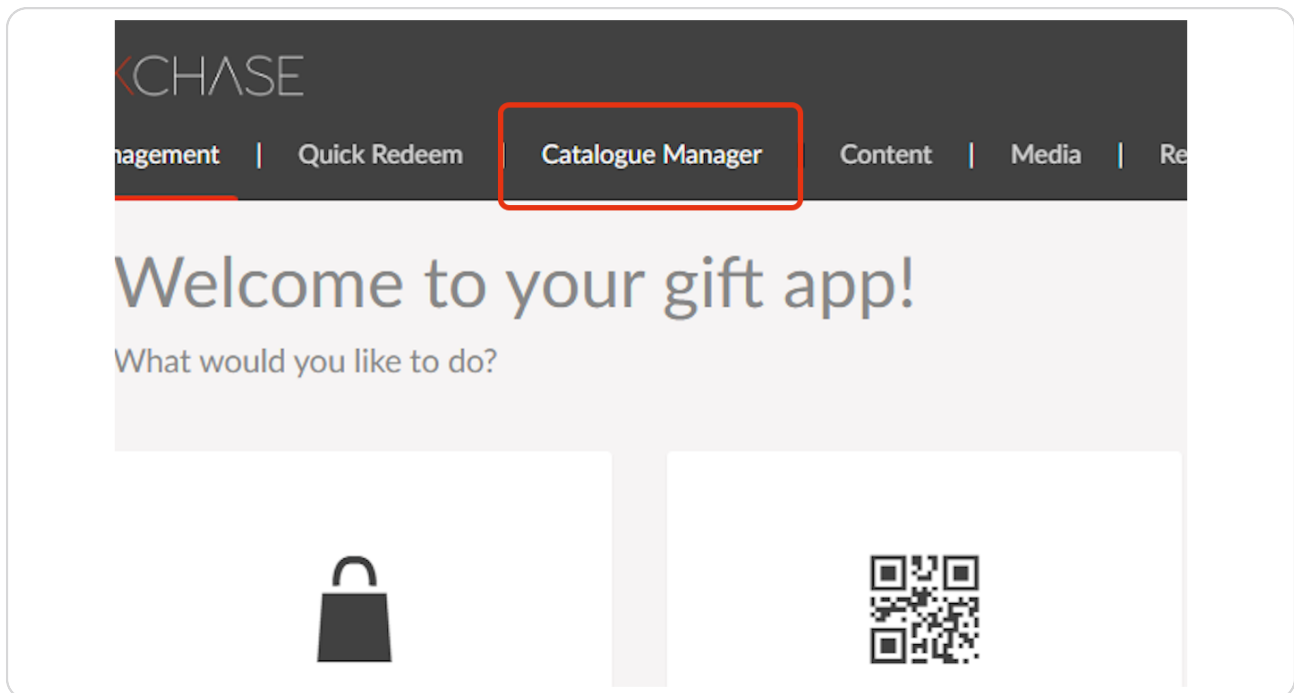 CHASE
nagement | Quick Redeem | Catalogue Manager | Content | Media | Re
Welcome to your gift app!
What would you like to do?